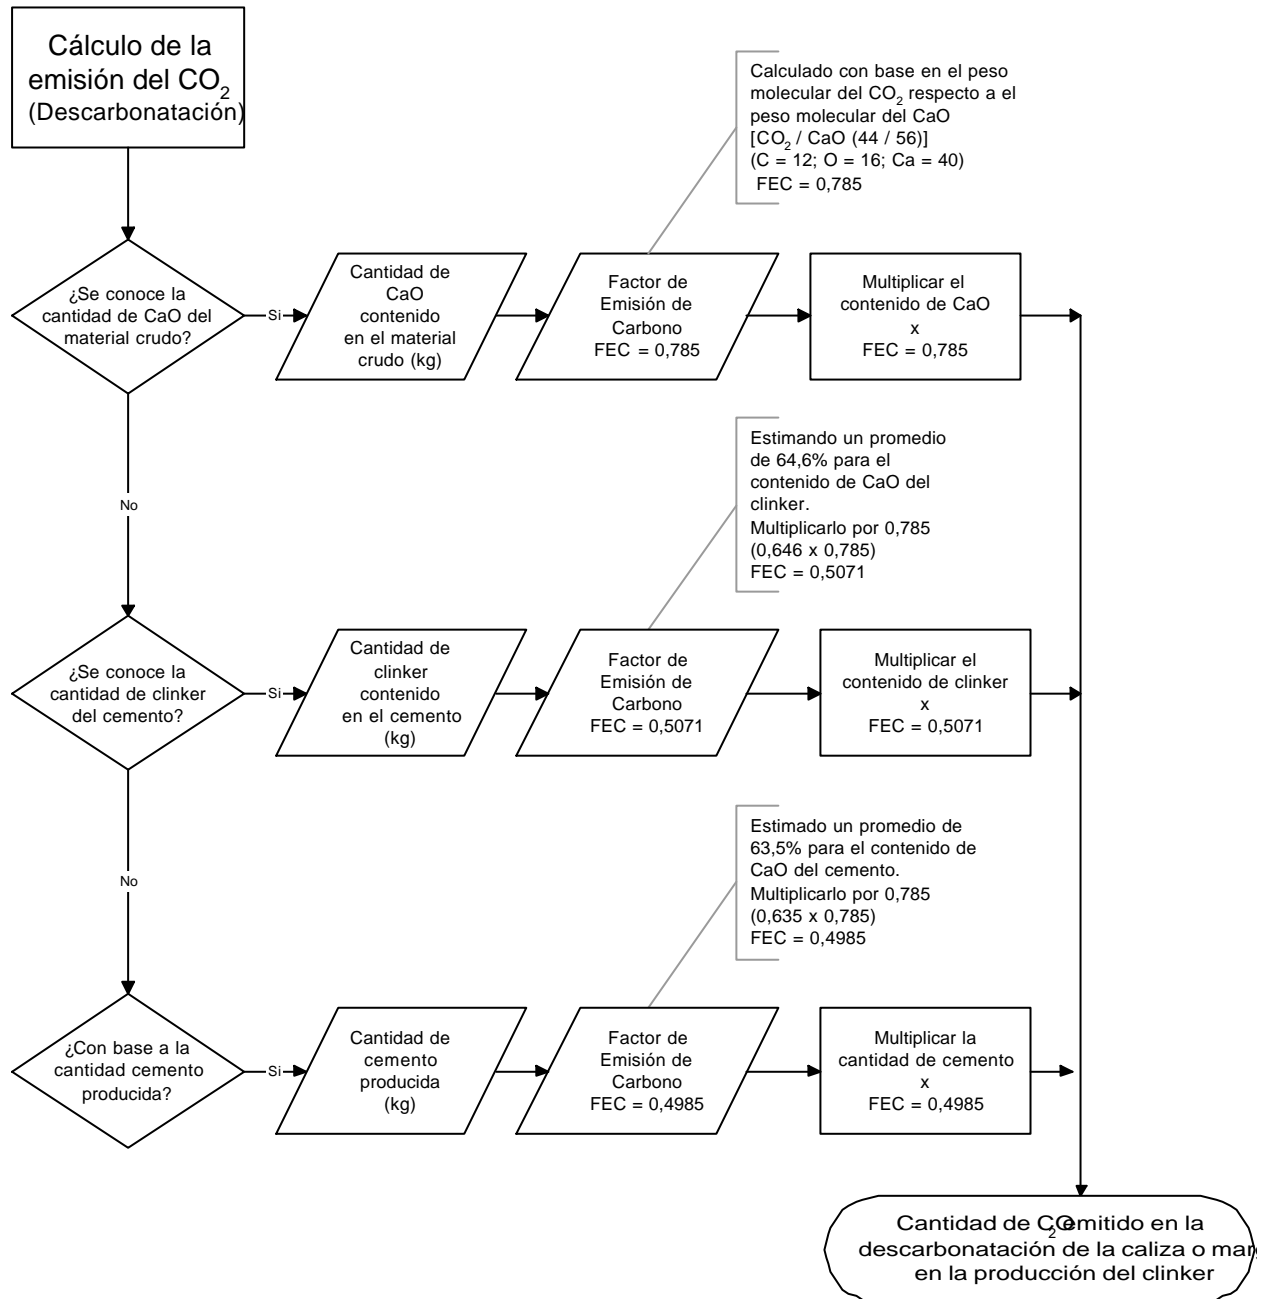 Cálculo de la
emisión del CO2
(Descarbonatación)
Calculado con base en el peso
molecular del CO2 respecto a el
peso molecular del CaO
[CO2 / CaO (44 / 56)]
(C = 12; O = 16; Ca = 40)
FEC = 0,785
¿Se conoce la
cantidad de CaO del
material crudo?
Si
Cantidad de
CaO
contenido
en el material
crudo (kg)
Factor de
Emisión de
Carbono
FEC = 0,785
Multiplicar el
contenido de CaO
x
FEC = 0,785
No
Estimando un promedio
de 64,6% para el
contenido de CaO del
clinker.
Multiplicarlo por 0,785
(0,646 x 0,785)
FEC = 0,5071
¿Se conoce la
cantidad de clinker
del cemento?
Si
Cantidad de
clinker
contenido
en el cemento
(kg)
Factor de
Emisión de
Carbono
FEC = 0,5071
Multiplicar el
contenido de clinker
x
FEC = 0,5071
No
Estimado un promedio de
63,5% para el contenido de
CaO del cemento.
Multiplicarlo por 0,785
(0,635 x 0,785)
FEC = 0,4985
¿Con base a la
cantidad cemento
producida?
Si
Cantidad de
cemento
producida
(kg)
Factor de
Emisión de
Carbono
FEC = 0,4985
Multiplicar la
cantidad de cemento
x
FEC = 0,4985
Cantidad de CO2 emitido en la
descarbonatación de la caliza o mar
en la producción del clinker